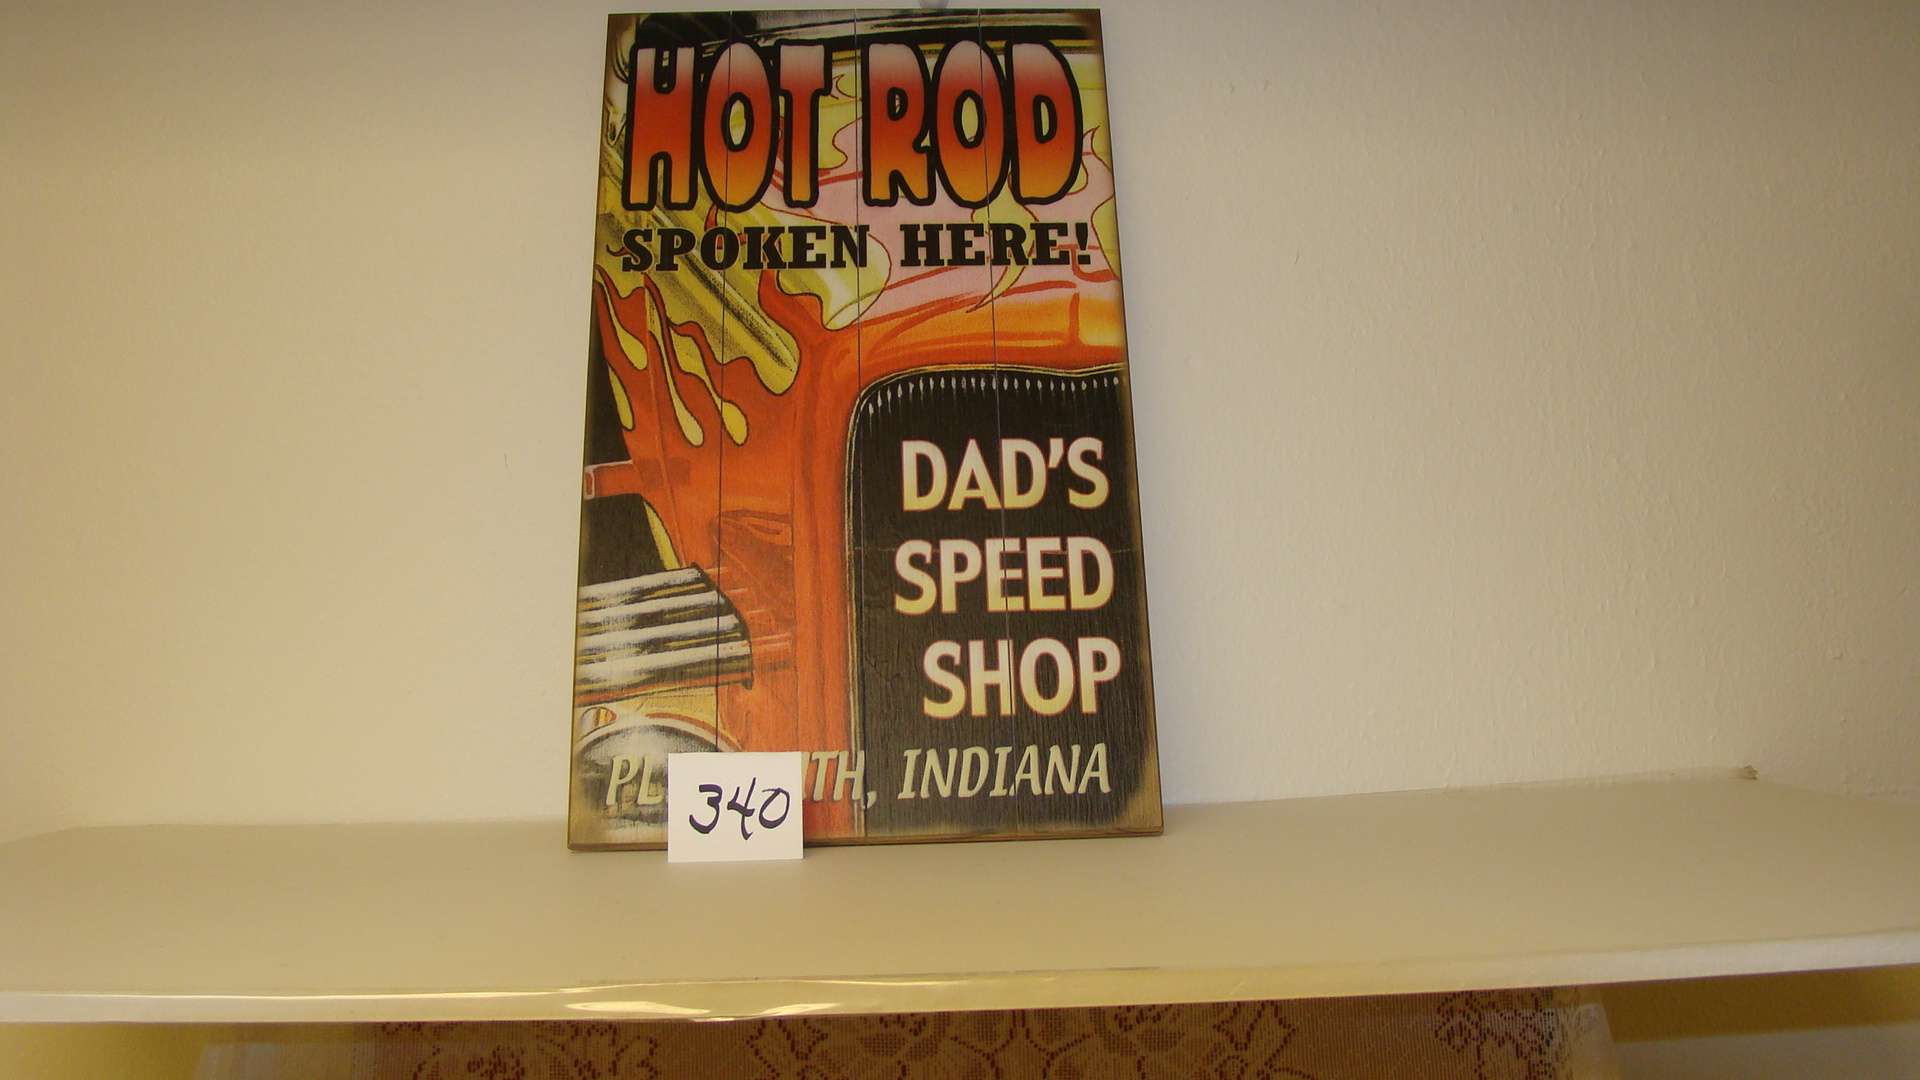 HOT ROD
SPOKEN HERE!
DAD'S
SPEED
SHOP
INDIANA
340